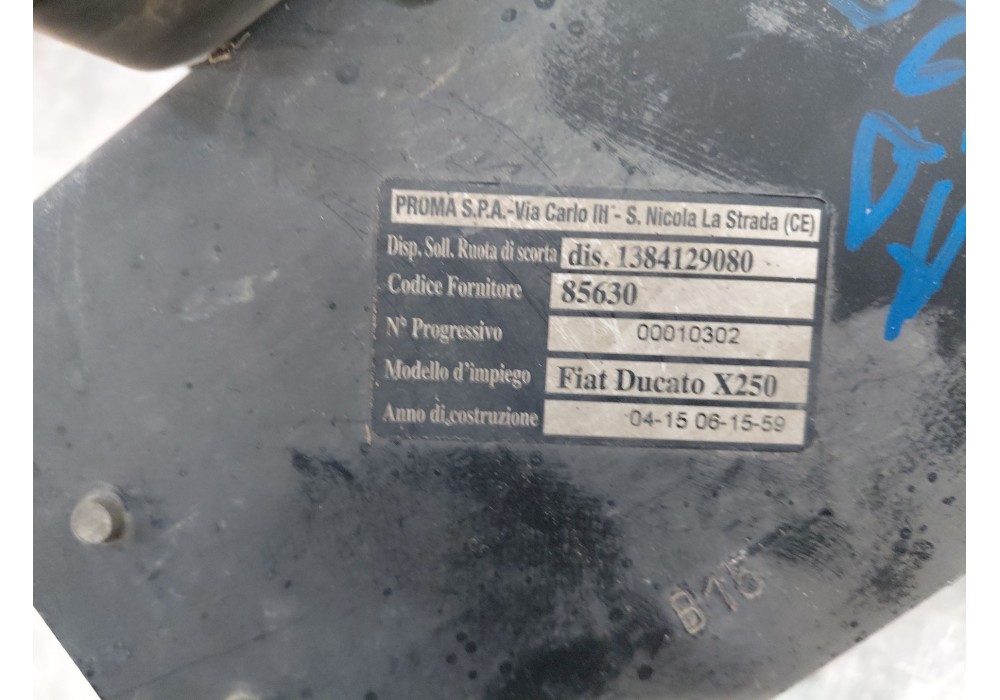 PROMA S.P.A.-Via Carlo III - S. Nicola La Strada (CE)
Disp. Soll. Ruota di scorta dis. 1384129080
Codice Fornitore 85630
N° Progressivo 00010302
Modello d'impiego Fiat Ducato X250
Anno di costruzione 04-15 06-15-59
B15